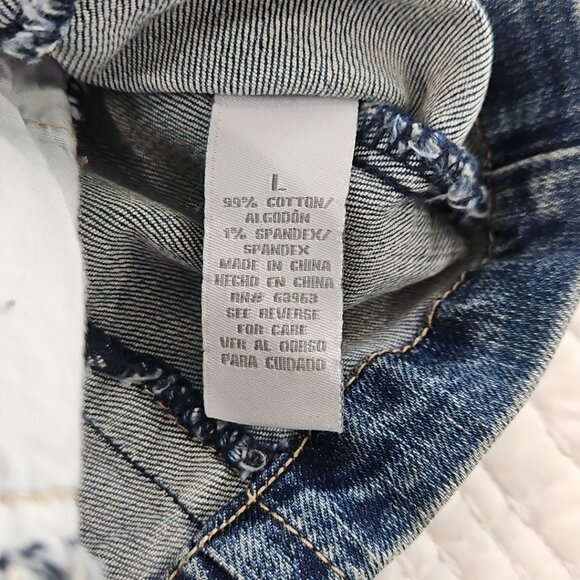 L
99% COTTON/
ALGODÓN
1% SPANDEX/
SPANDEX
MADE IN CHINA
HECHO EN CHINA
RN# 63963
SEE REVERSE
FOR CARE
VER AL DORSO
PARA CUIDADO